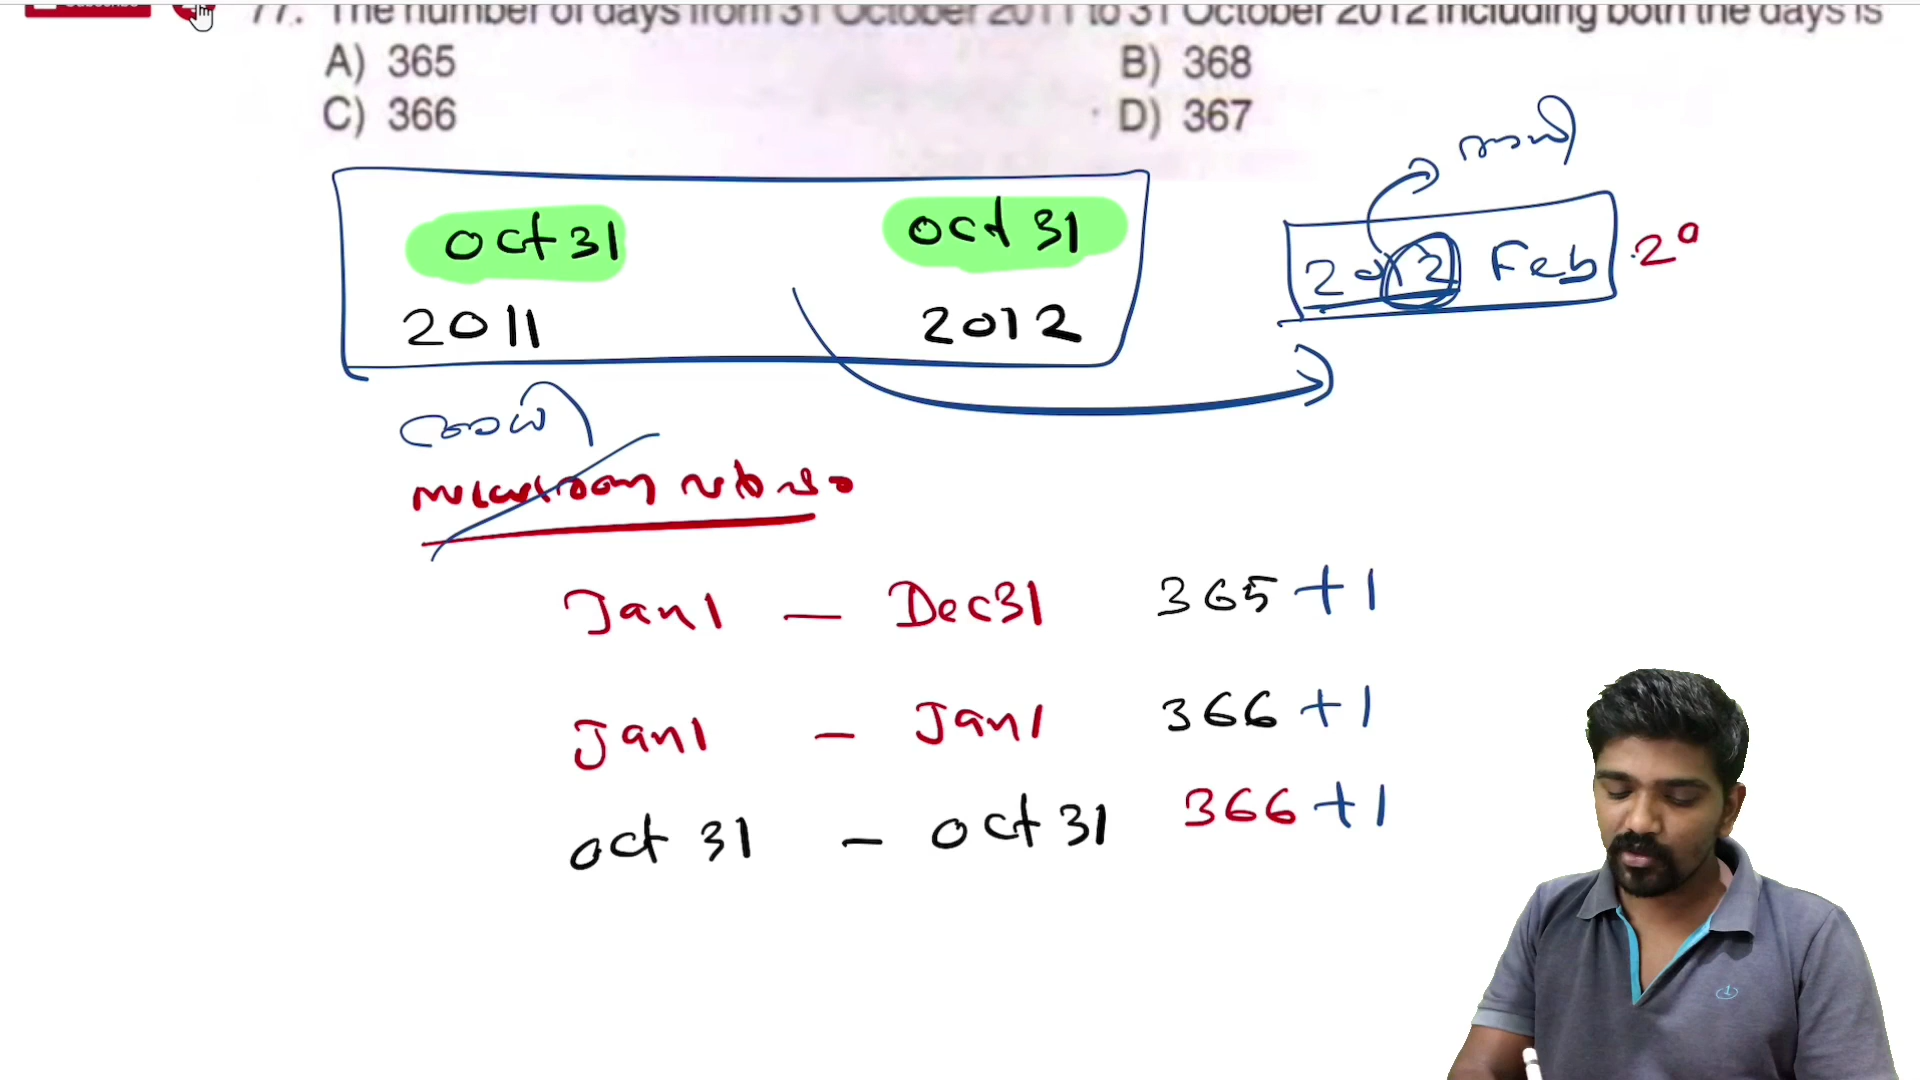 77. The number of days from 31 October 2011 to 31 October 2012 including both the days is
A) 365 B) 368
C) 366 D) 367
oct 31 oct 31
2011 2012
2012 Feb 29
Jan 1 — Dec 31 365 + 1
Jan 1 — Jan 1 366 + 1
oct 31 — oct 31 366 + 1